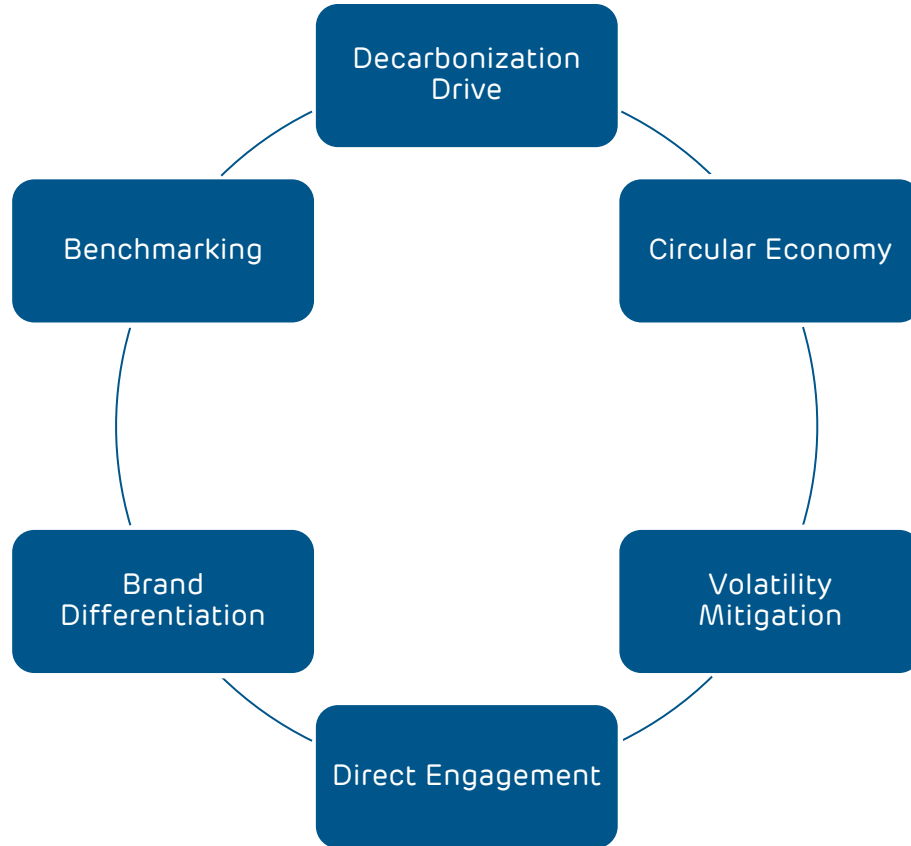 Decarbonization
Drive
Circular Economy
Volatility
Mitigation
Direct Engagement
Brand
Differentiation
Benchmarking